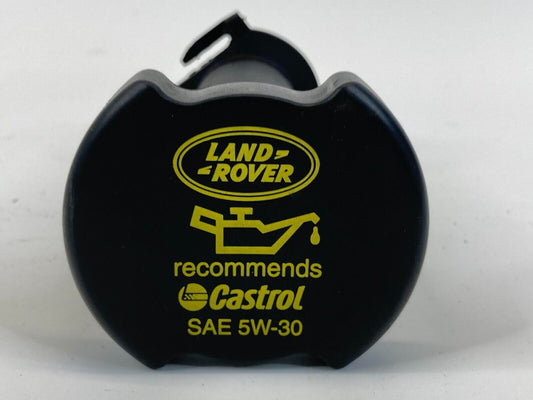 LAND
ROVER
recommends
Castrol
SAE 5W-30